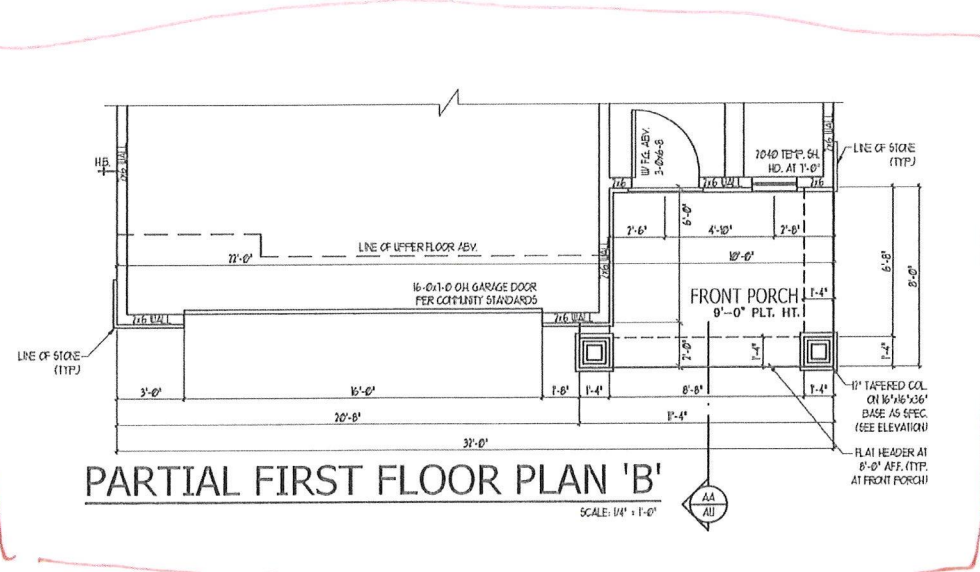 H.B.
2x6 WALL
W/ F.G. ABV.
3-0x6-8
2x6 WALL
LINE OF STONE
(TYP.)
2040 TEMP. SH.
HD. AT 7'-0"
2x6
2x6 WALL
2x6
6'-0"
2'-6"
4'-10"
2'-8"
LINE OF UPPER FLOOR ABV.
22'-0"
10'-0"
2x6 WALL
6'-8"
8'-0"
16-0x7-0 OH. GARAGE DOOR
PER COMMUNITY STANDARDS
FRONT PORCH
9'-0" PLT. HT.
1'-4"
2x6 WALL
2x6 WALL
LINE OF STONE
(TYP.)
2'-0"
1'-4"
1'-4"
3'-0"
16'-0"
1'-8"
1'-4"
8'-8"
1'-4"
12" TAPERED COL.
ON 16"x16"x36"
BASE AS SPEC.
(SEE ELEVATION)
20'-8"
11'-4"
32'-0"
FLAT HEADER AT
8'-0" AFF. (TYP.
AT FRONT PORCH)
PARTIAL FIRST FLOOR PLAN 'B'
SCALE: 1/4" = 1'-0"
AA